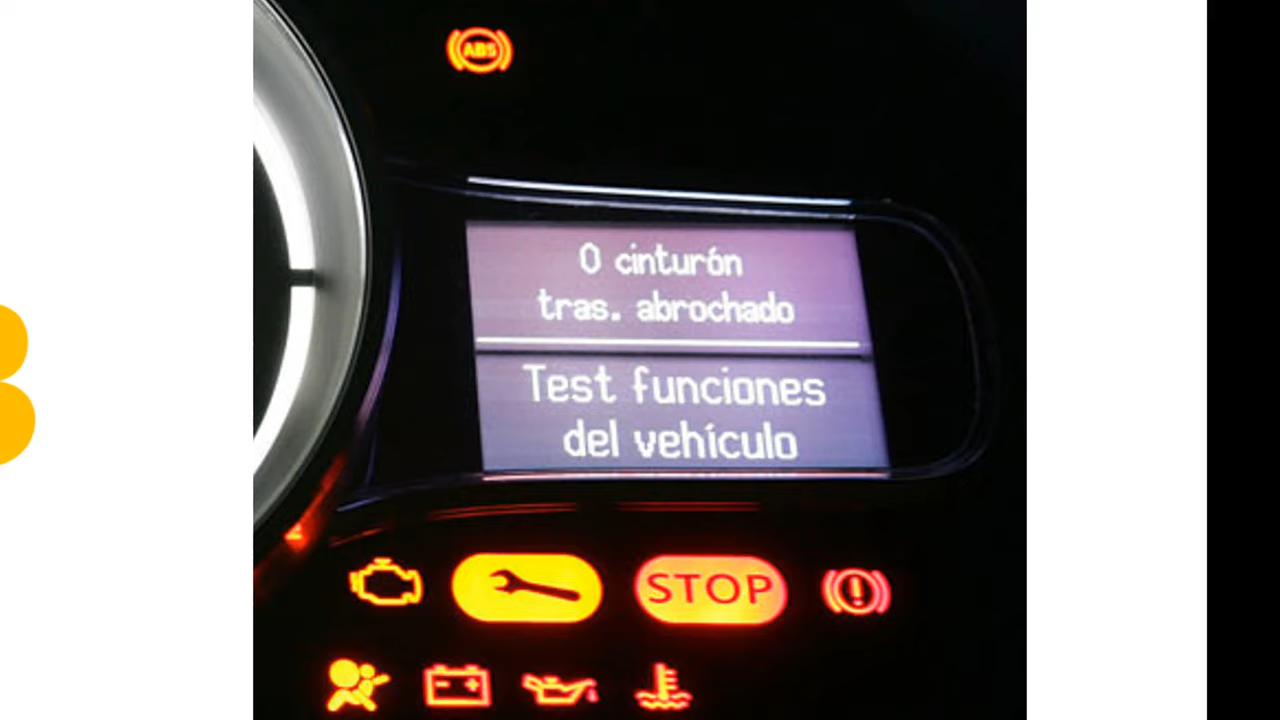 ABS
0 cinturón
tras. abrochado
Test funciones
del vehículo
STOP